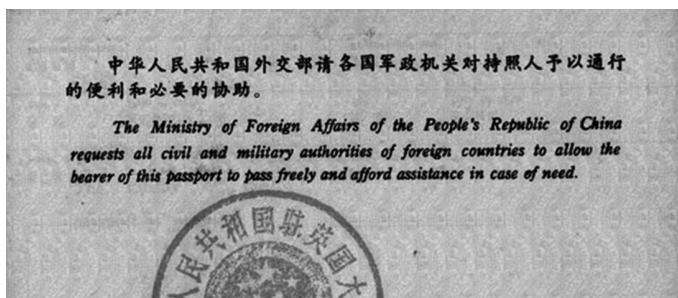 中华人民共和国外交部请各国军政机关对持照人予以通行
的便利和必要的协助。
The Ministry of Foreign Affairs of the People's Republic of China
requests all civil and military authorities of foreign countries to allow the
bearer of this passport to pass freely and afford assistance in case of need.
人民共和国驻英国大